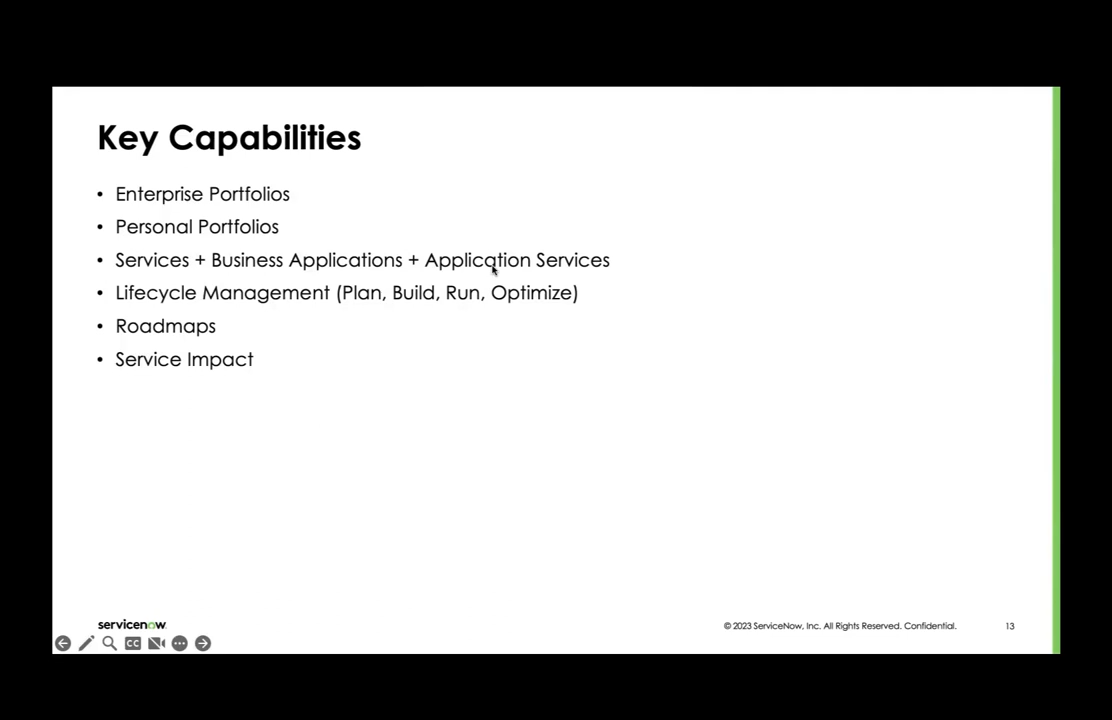 Key Capabilities
• Enterprise Portfolios
• Personal Portfolios
• Services + Business Applications + Application Services
• Lifecycle Management (Plan, Build, Run, Optimize)
• Roadmaps
• Service Impact
servicenow
© 2023 ServiceNow, Inc. All Rights Reserved. Confidential.
13
CC